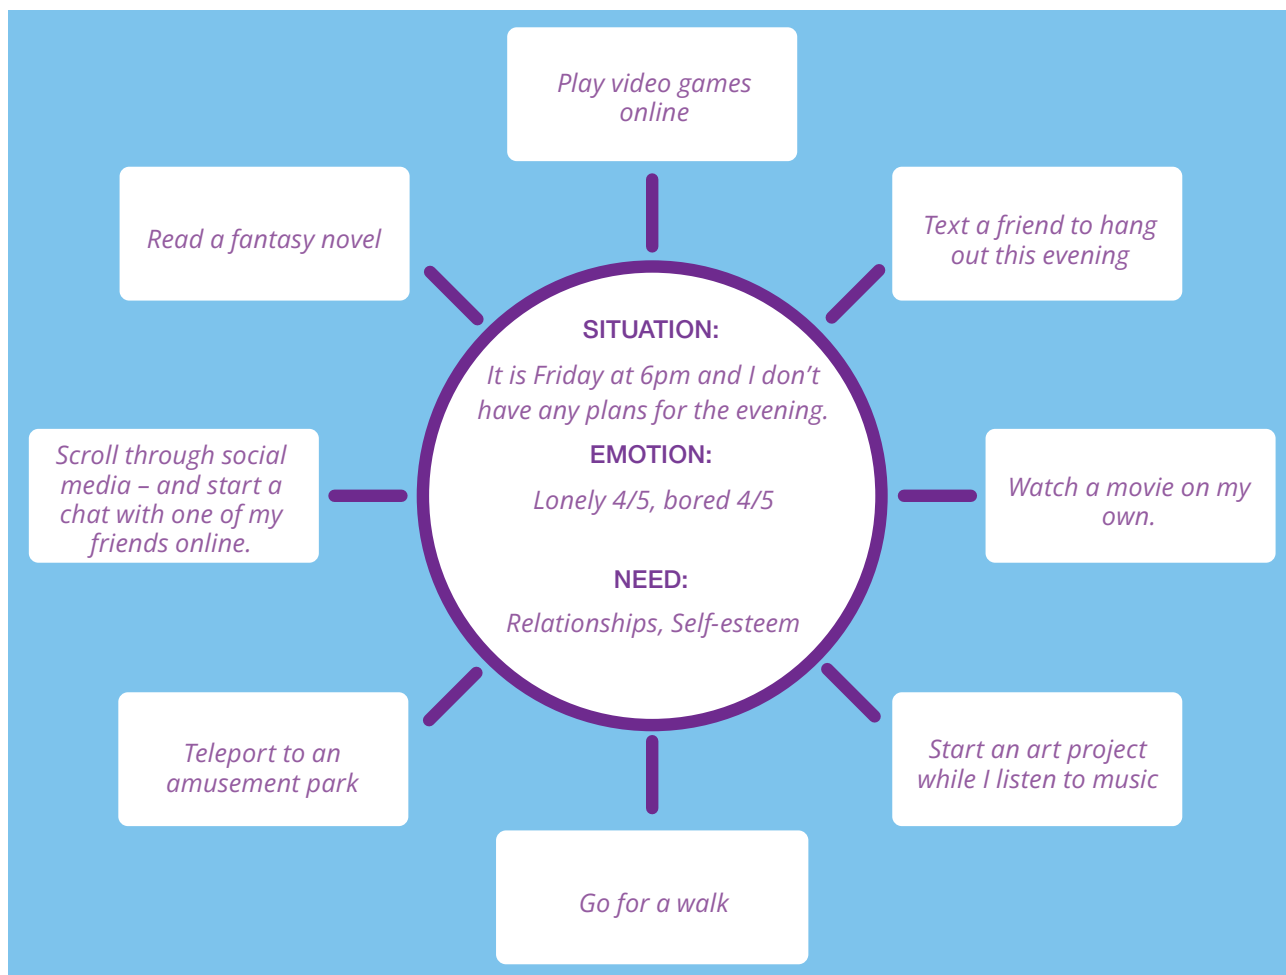 Play video games
online
Read a fantasy novel
Text a friend to hang
out this evening
SITUATION:
It is Friday at 6pm and I don’t
have any plans for the evening.
EMOTION:
Lonely 4/5, bored 4/5
NEED:
Relationships, Self-esteem
Scroll through social
media – and start a
chat with one of my
friends online.
Watch a movie on my
own.
Teleport to an
amusement park
Start an art project
while I listen to music
Go for a walk